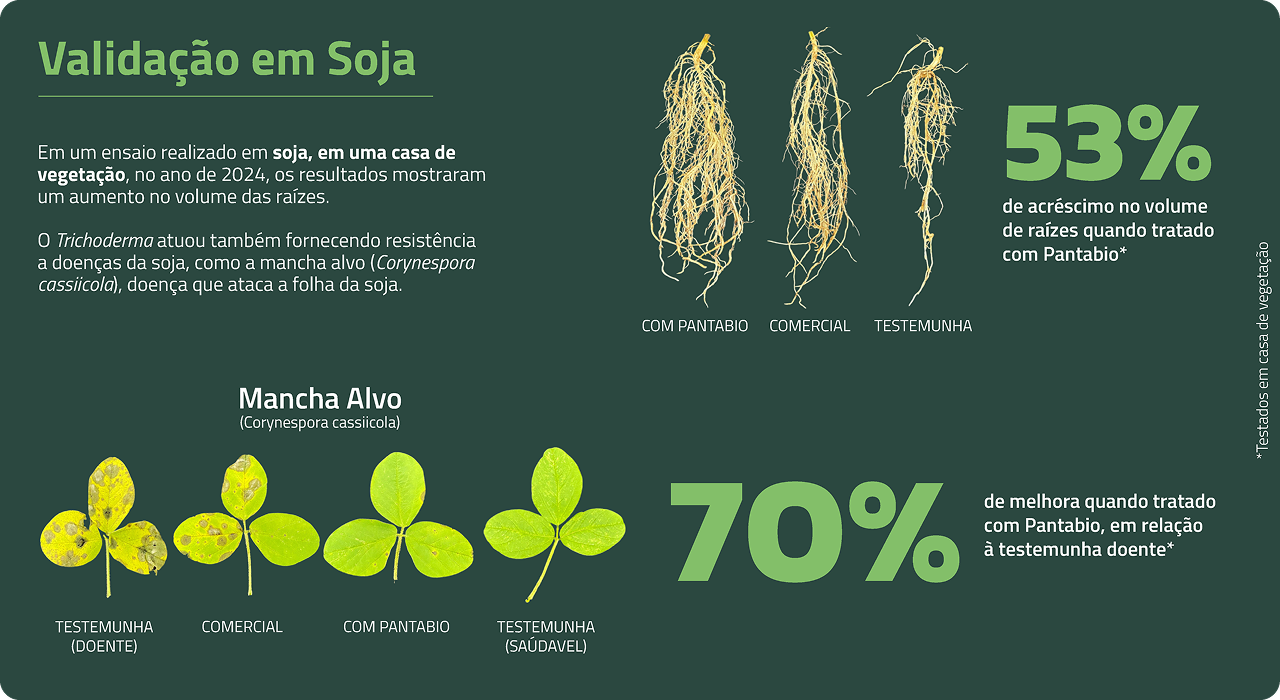 Validação em Soja
Em um ensaio realizado em soja, em uma casa de
vegetação, no ano de 2024, os resultados mostraram
um aumento no volume das raízes.
O Trichoderma atuou também fornecendo resistência
a doenças da soja, como a mancha alvo (Corynespora
cassiicola), doença que ataca a folha da soja.
COM PANTABIO
COMERCIAL
TESTEMUNHA
53%
de acréscimo no volume
de raízes quando tratado
com Pantabio*
*Testados em casa de vegetação
Mancha Alvo
(Corynespora cassiicola)
TESTEMUNHA
(DOENTE)
COMERCIAL
COM PANTABIO
TESTEMUNHA
(SAÚDAVEL)
70%
de melhora quando tratado
com Pantabio, em relação
à testemunha doente*